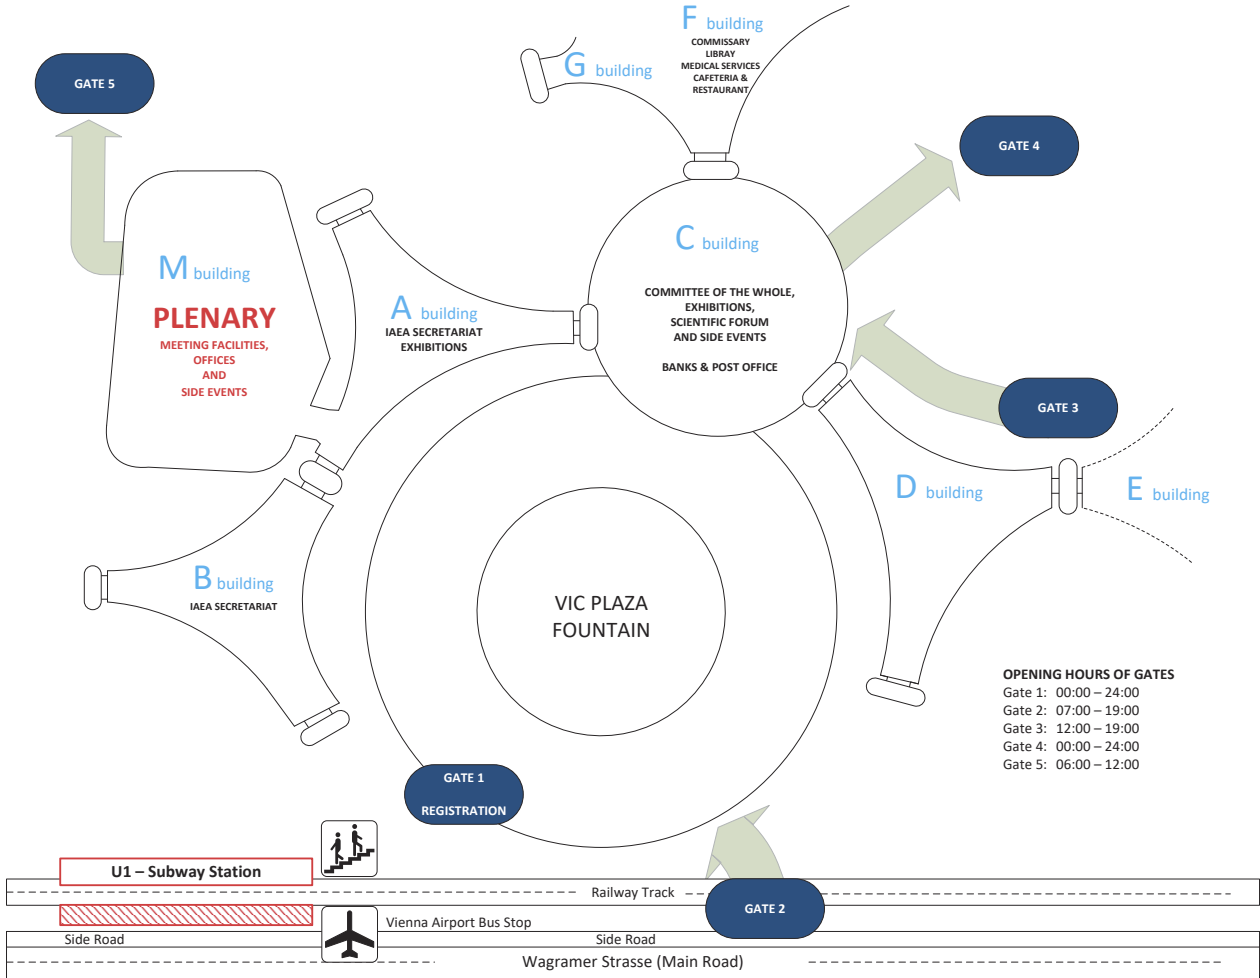 F building
COMMISSARY
LIBRAY
MEDICAL SERVICES
CAFETERIA &
RESTAURANT
G building
GATE 5
GATE 4
C building
COMMITTEE OF THE WHOLE,
EXHIBITIONS,
SCIENTIFIC FORUM
AND SIDE EVENTS
BANKS & POST OFFICE
M building
PLENARY
MEETING FACILITIES,
OFFICES
AND
SIDE EVENTS
A building
IAEA SECRETARIAT
EXHIBITIONS
GATE 3
D building
E building
B building
IAEA SECRETARIAT
VIC PLAZA
FOUNTAIN
OPENING HOURS OF GATES
Gate 1: 00:00 – 24:00
Gate 2: 07:00 – 19:00
Gate 3: 12:00 – 19:00
Gate 4: 00:00 – 24:00
Gate 5: 06:00 – 12:00
GATE 1
REGISTRATION
U1 – Subway Station
Railway Track
GATE 2
Vienna Airport Bus Stop
Side Road
Side Road
Wagramer Strasse (Main Road)